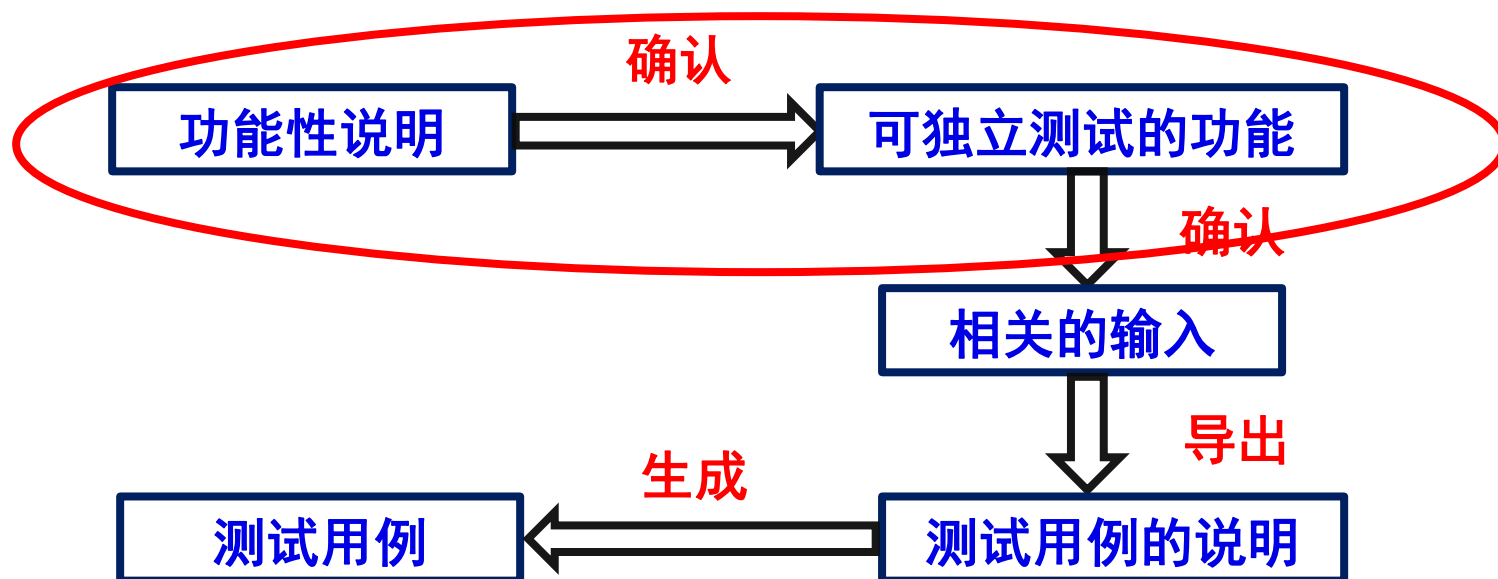 确认
功能性说明
可独立测试的功能
确认
相关的输入
导出
生成
测试用例
测试用例的说明